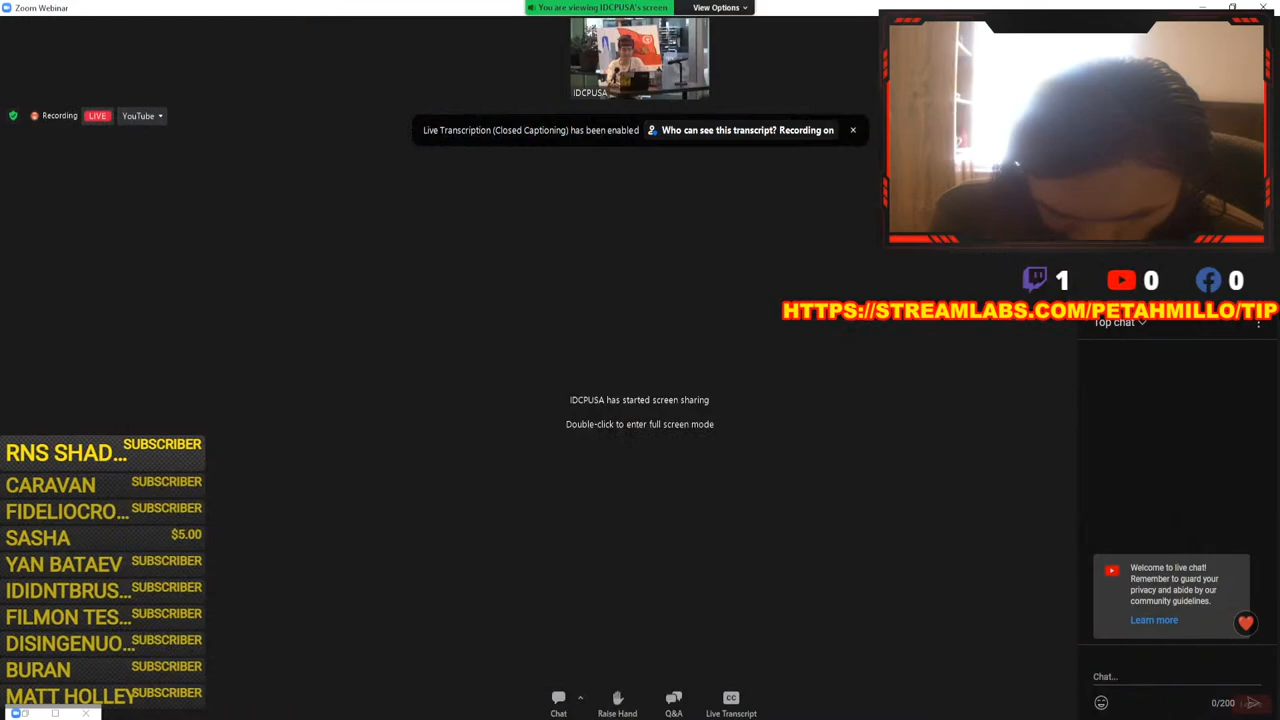 Zoom Webinar
You are viewing IDCPUSA's screen
View Options
IDCPUSA
Recording
LIVE
YouTube
Live Transcription (Closed Captioning) has been enabled
Who can see this transcript? Recording on
1
0
0
HTTPS://STREAMLABS.COM/PETAHMILLO/TIP
Top chat
IDCPUSA has started screen sharing
Double-click to enter full screen mode
RNS SHAD... SUBSCRIBER
CARAVAN SUBSCRIBER
FIDELIOCRO... SUBSCRIBER
SASHA $5.00
YAN BATAEV SUBSCRIBER
IDIDNTBRUS... SUBSCRIBER
FILMON TES... SUBSCRIBER
DISINGENUO... SUBSCRIBER
BURAN SUBSCRIBER
MATT HOLLEY SUBSCRIBER
Welcome to live chat!
Remember to guard your
privacy and abide by our
community guidelines.
Learn more
Chat...
0/200
Chat
Raise Hand
Q&A
CC
Live Transcript